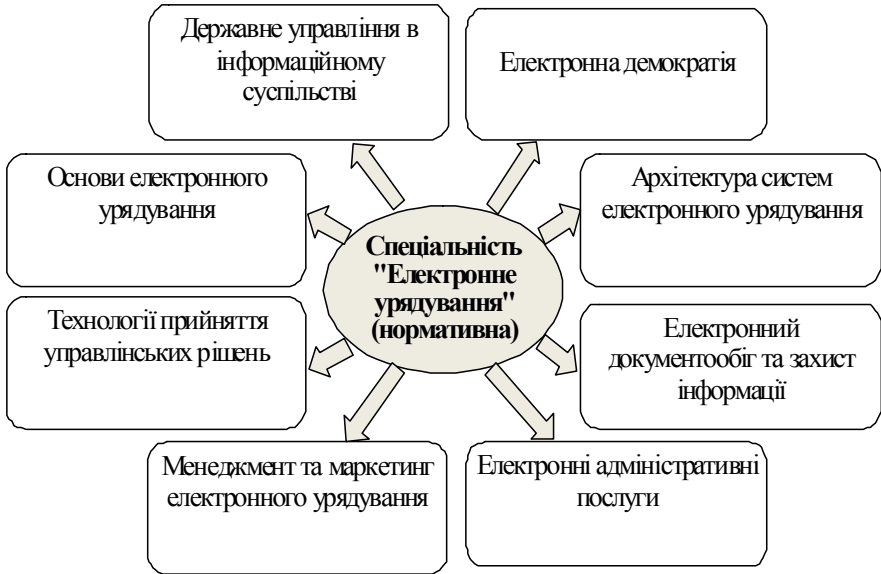 Державне управління в
інформаційному
суспільстві
Електронна демократія
Основи електронного
урядування
Архітектура систем
електронного урядування
Спеціальність
"Електронне
урядування"
(нормативна)
Технології прийняття
управлінських рішень
Електронний
документообіг та захист
інформації
Менеджмент та маркетинг
електронного урядування
Електронні адміністративні
послуги